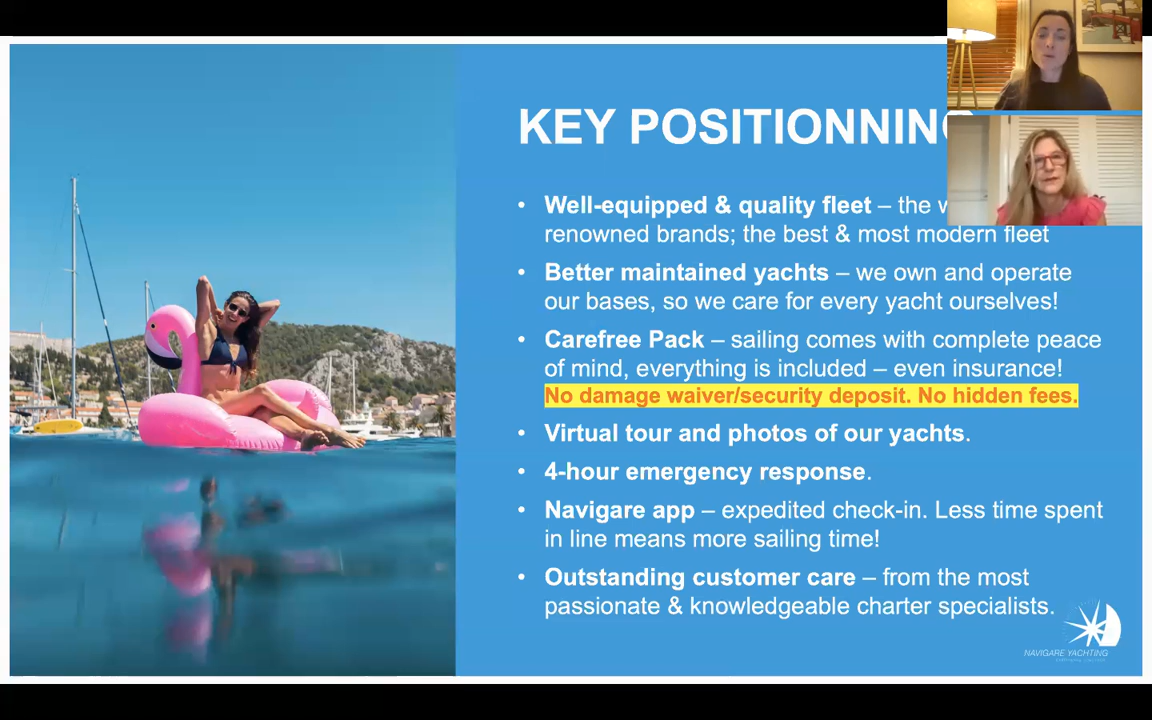 KEY POSITIONNING
• Well-equipped & quality fleet – the w
renowned brands; the best & most modern fleet
• Better maintained yachts – we own and operate
our bases, so we care for every yacht ourselves!
• Carefree Pack – sailing comes with complete peace
of mind, everything is included – even insurance!
No damage waiver/security deposit. No hidden fees.
• Virtual tour and photos of our yachts.
• 4-hour emergency response.
• Navigare app – expedited check-in. Less time spent
in line means more sailing time!
• Outstanding customer care – from the most
passionate & knowledgeable charter specialists.
NAVIGARE YACHTING